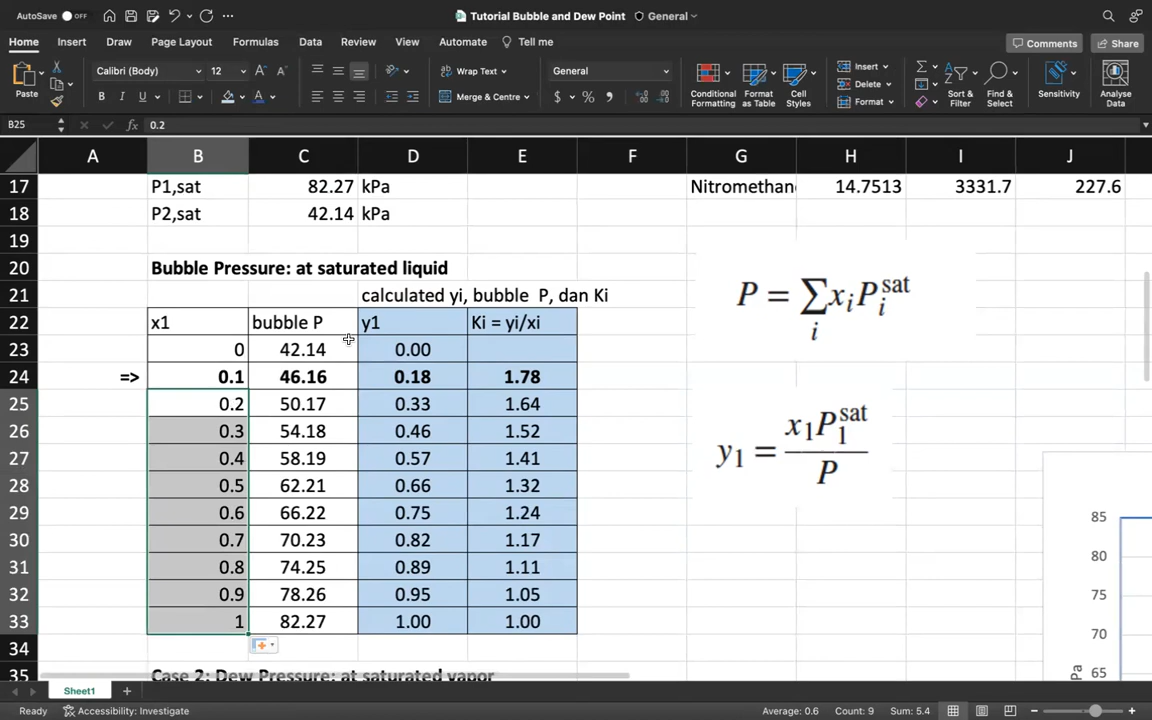 AutoSave OFF Tutorial Bubble and Dew Point General
Home Insert Draw Page Layout Formulas Data Review View Automate Tell me Comments Share
Paste Calibri (Body) 12 Wrap Text General Conditional Formatting Format as Table Cell Styles Insert Sort & Filter Find & Select Sensitivity Analyse Data
B I U Merge & Centre $ % Delete Format
B25 fx 0.2
A B C D E F G H I J
17 P1,sat 82.27 kPa Nitromethan 14.7513 3331.7 227.6
18 P2,sat 42.14 kPa
19
20 Bubble Pressure: at saturated liquid
21 calculated yi, bubble P, dan Ki
22 x1 bubble P y1 Ki = yi/xi
23 0 42.14 0.00
24 => 0.1 46.16 0.18 1.78
25 0.2 50.17 0.33 1.64
26 0.3 54.18 0.46 1.52
27 0.4 58.19 0.57 1.41
28 0.5 62.21 0.66 1.32
29 0.6 66.22 0.75 1.24
30 0.7 70.23 0.82 1.17
31 0.8 74.25 0.89 1.11
32 0.9 78.26 0.95 1.05
33 1 82.27 1.00 1.00
34
35 Case 2: Dew Pressure: at saturated vapor
P = ∑ᵢ xᵢPᵢ^sat
y₁ = x₁P₁^sat / P
85
80
75
70
65
Pa
Sheet1
Ready Accessibility: Investigate Average: 0.6 Count: 9 Sum: 5.4